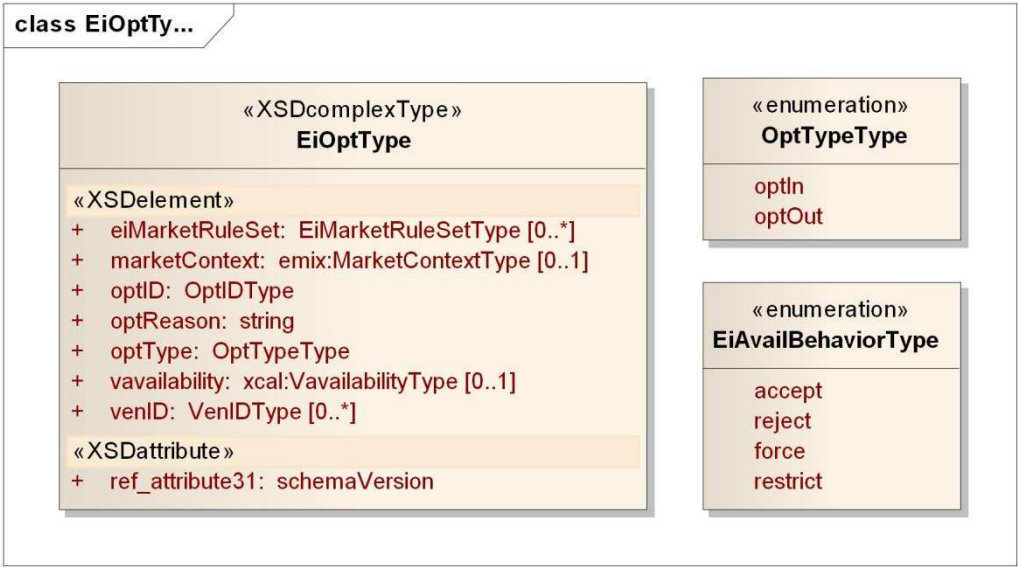 class EiOptTy...
«XSDcomplexType»
EiOptType
«XSDelement»
+ eiMarketRuleSet: EiMarketRuleSetType [0..*]
+ marketContext: emix:MarketContextType [0..1]
+ optID: OptIDType
+ optReason: string
+ optType: OptTypeType
+ vavailability: xcal:VavailabilityType [0..1]
+ venID: VenIDType [0..*]
«XSDattribute»
+ ref_attribute31: schemaVersion
«enumeration»
OptTypeType
optIn
optOut
«enumeration»
EiAvailBehaviorType
accept
reject
force
restrict